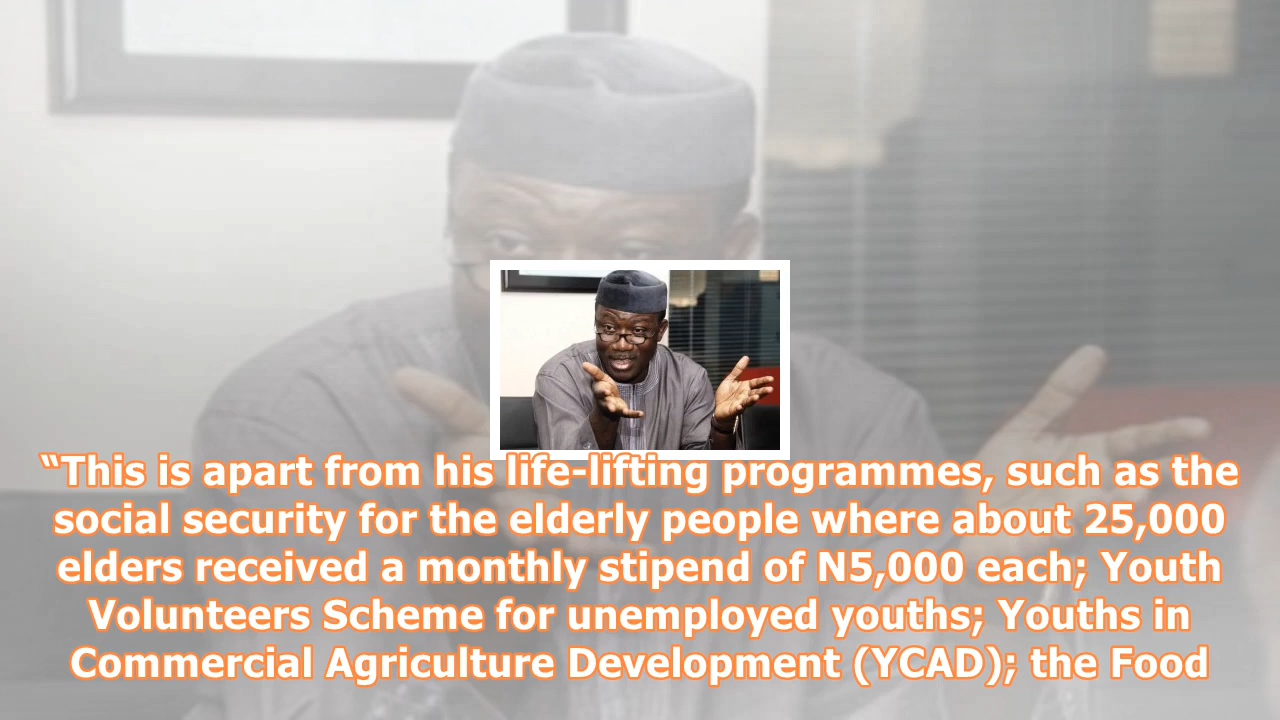 “This is apart from his life-lifting programmes, such as the
social security for the elderly people where about 25,000
elders received a monthly stipend of N5,000 each; Youth
Volunteers Scheme for unemployed youths; Youths in
Commercial Agriculture Development (YCAD); the Food